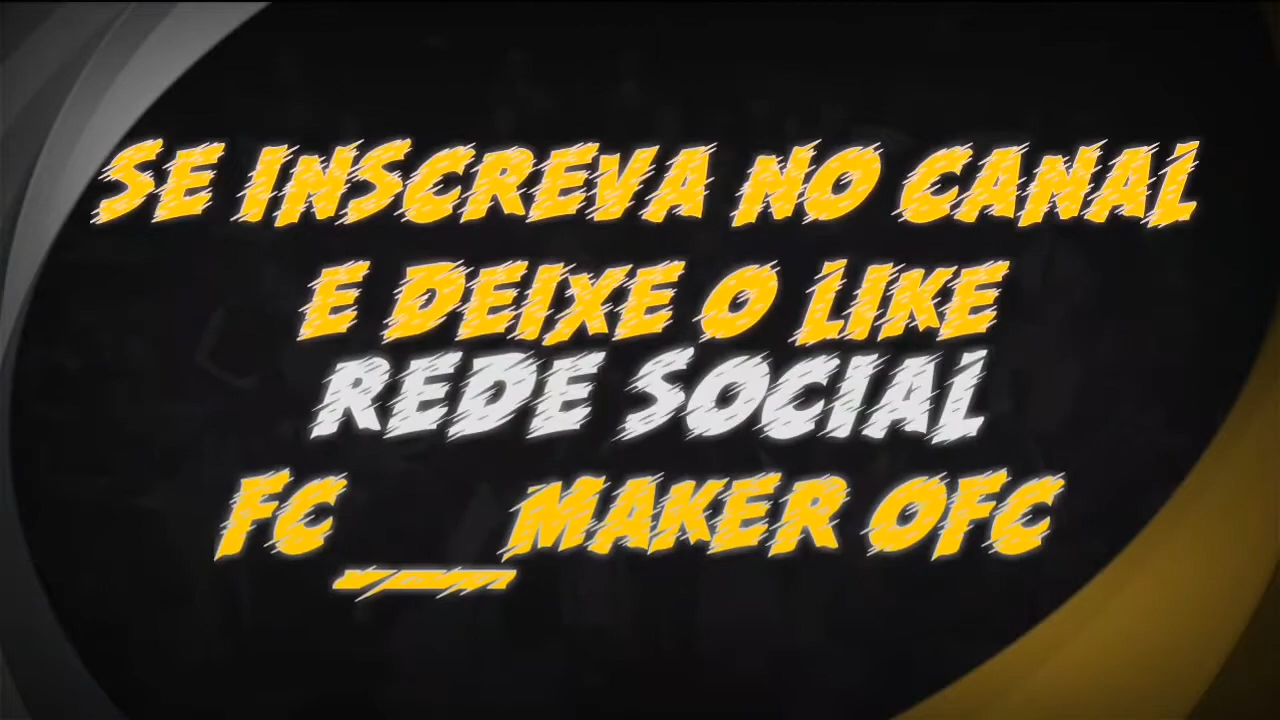 SE INSCREVA NO CANAL
E DEIXE O LIKE
REDE SOCIAL
FC__MAKER OFC